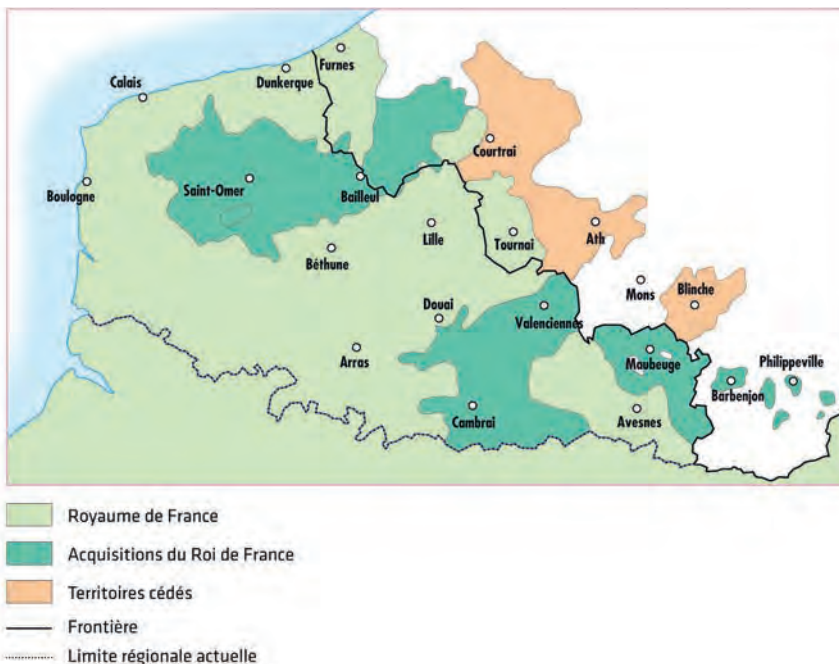 Furnes
Calais
Dunkerque
Courtrai
Boulogne
Saint-Omer
Bailleul
Lille
Tournai
Ath
Béthune
Mons
Blinche
Douai
Valenciennes
Arras
Maubeuge
Philippeville
Barbenjon
Cambrai
Avesnes
Royaume de France
Acquisitions du Roi de France
Territoires cédés
Frontière
Limite régionale actuelle